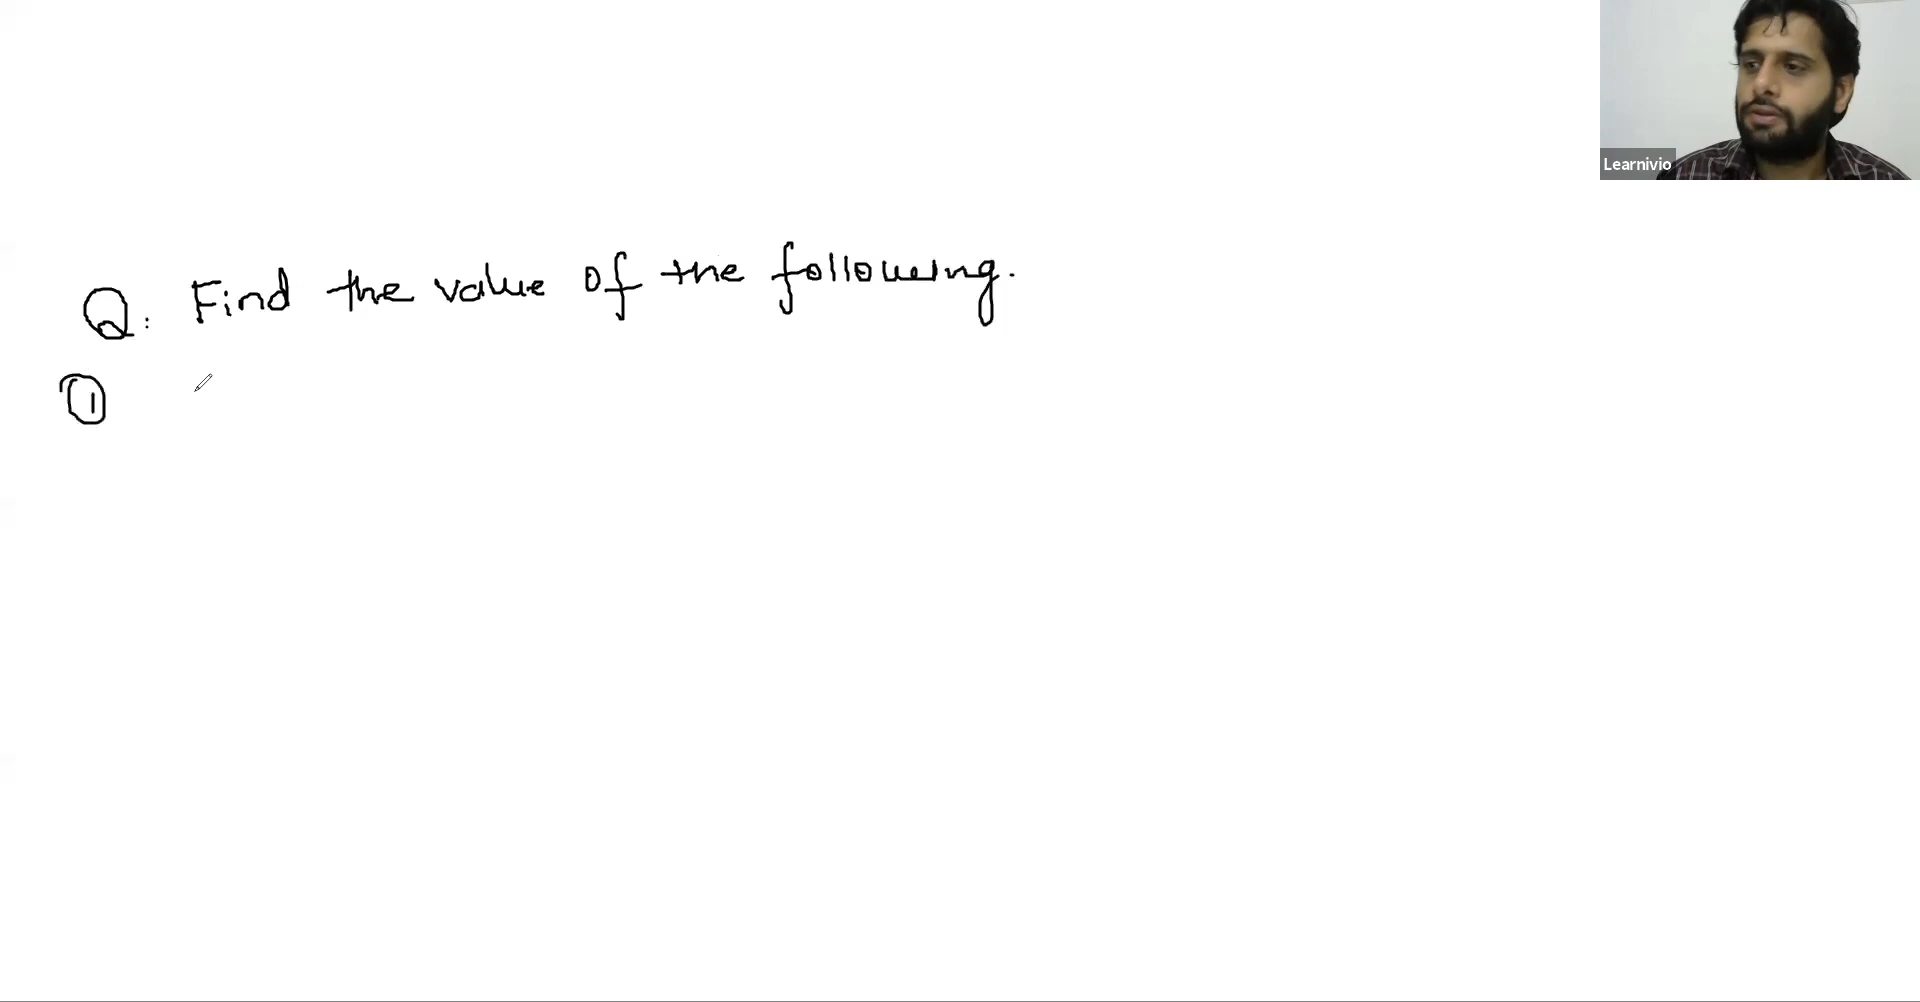 Learnivio
Q: Find the value of the following.
①